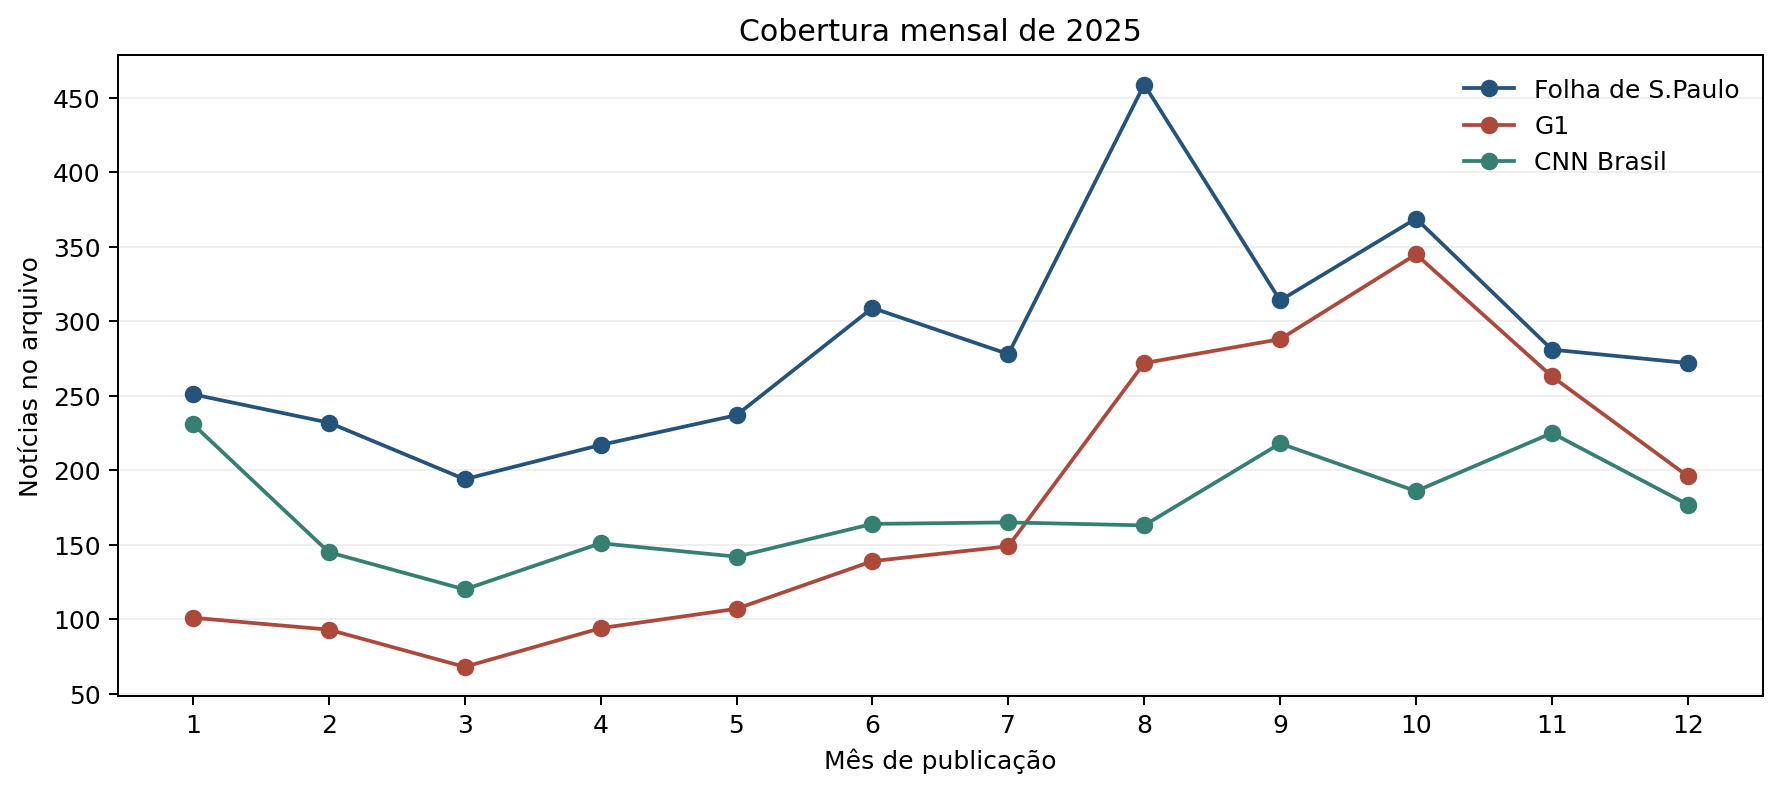 Cobertura mensal de 2025
Notícias no arquivo
450
400
350
300
250
200
150
100
50
Folha de S.Paulo
G1
CNN Brasil
1 2 3 4 5 6 7 8 9 10 11 12
Mês de publicação